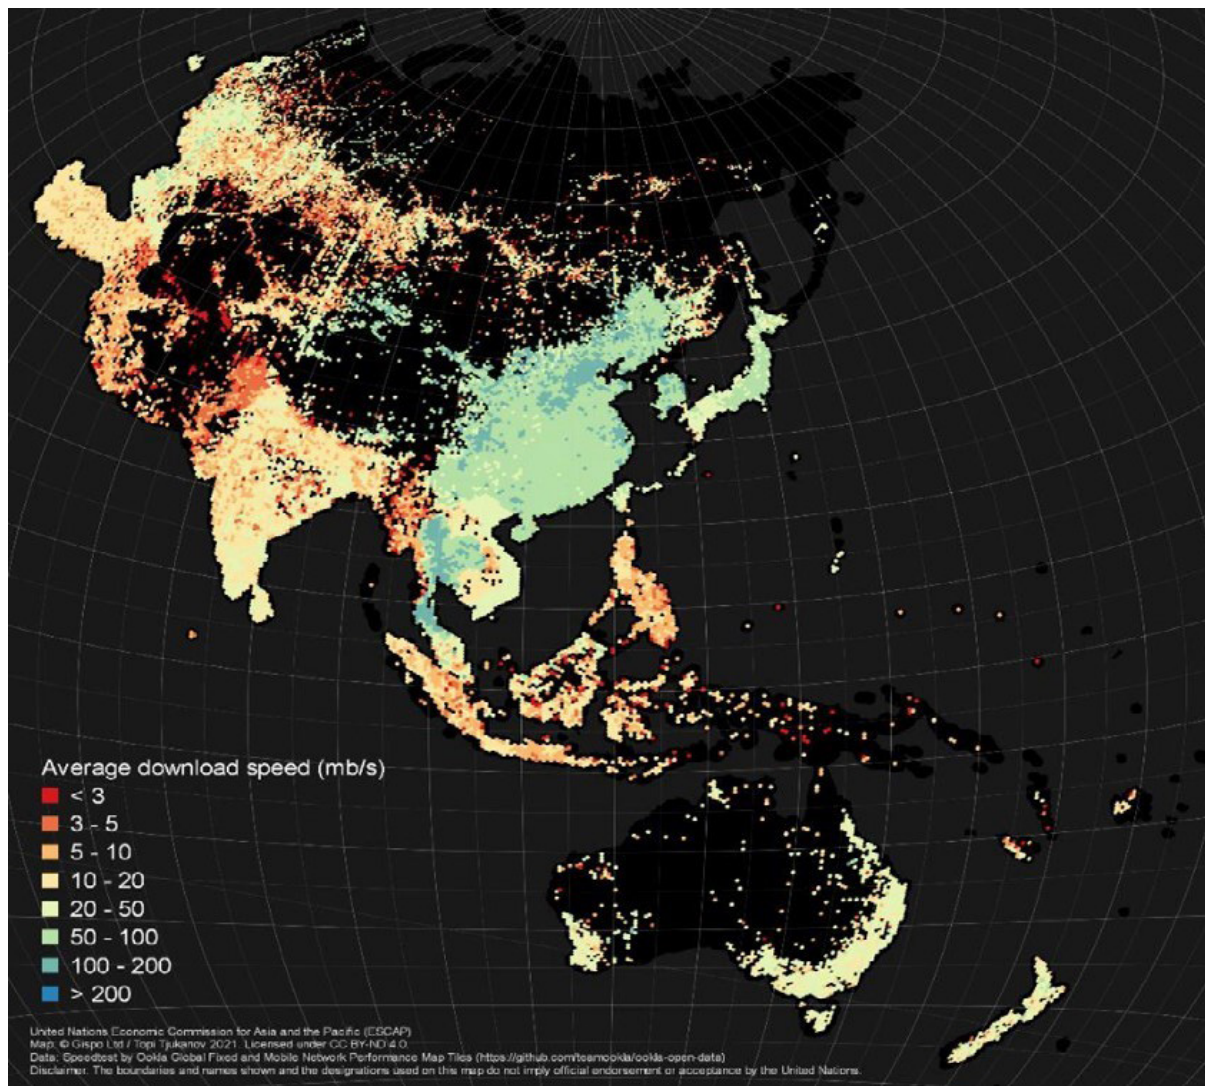 Average download speed (mb/s)
< 3
3 - 5
5 - 10
10 - 20
20 - 50
50 - 100
100 - 200
> 200
United Nations Economic Commission for Asia and the Pacific (ESCAP)
Map: © Gispo Ltd / Topi Tjukanov 2021. Licensed under CC BY-ND 4.0.
Data: Speedtest by Ookla Global Fixed and Mobile Network Performance Map Tiles (https://github.com/teamookla/ookla-open-data)
Disclaimer. The boundaries and names shown and the designations used on this map do not imply official endorsement or acceptance by the United Nations.